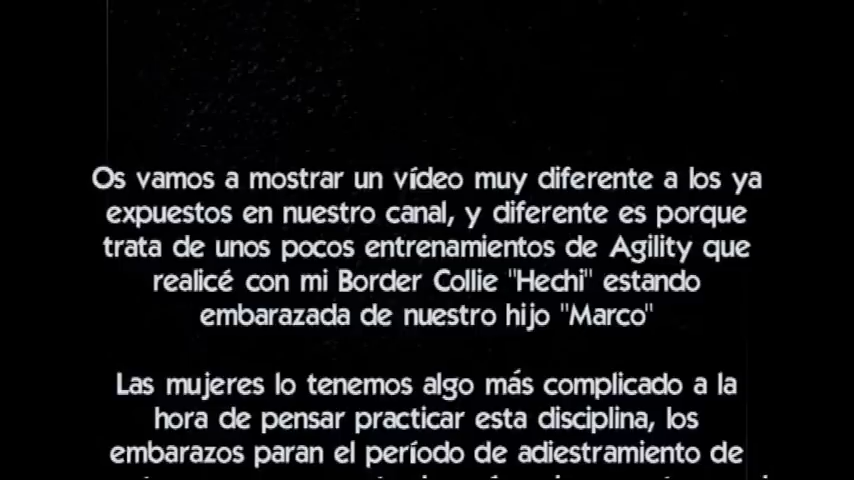 Os vamos a mostrar un vídeo muy diferente a los ya
expuestos en nuestro canal, y diferente es porque
trata de unos pocos entrenamientos de Agility que
realicé con mi Border Collie "Hechi" estando
embarazada de nuestro hijo "Marco"
Las mujeres lo tenemos algo más complicado a la
hora de pensar practicar esta disciplina, los
embarazos paran el período de adiestramiento de